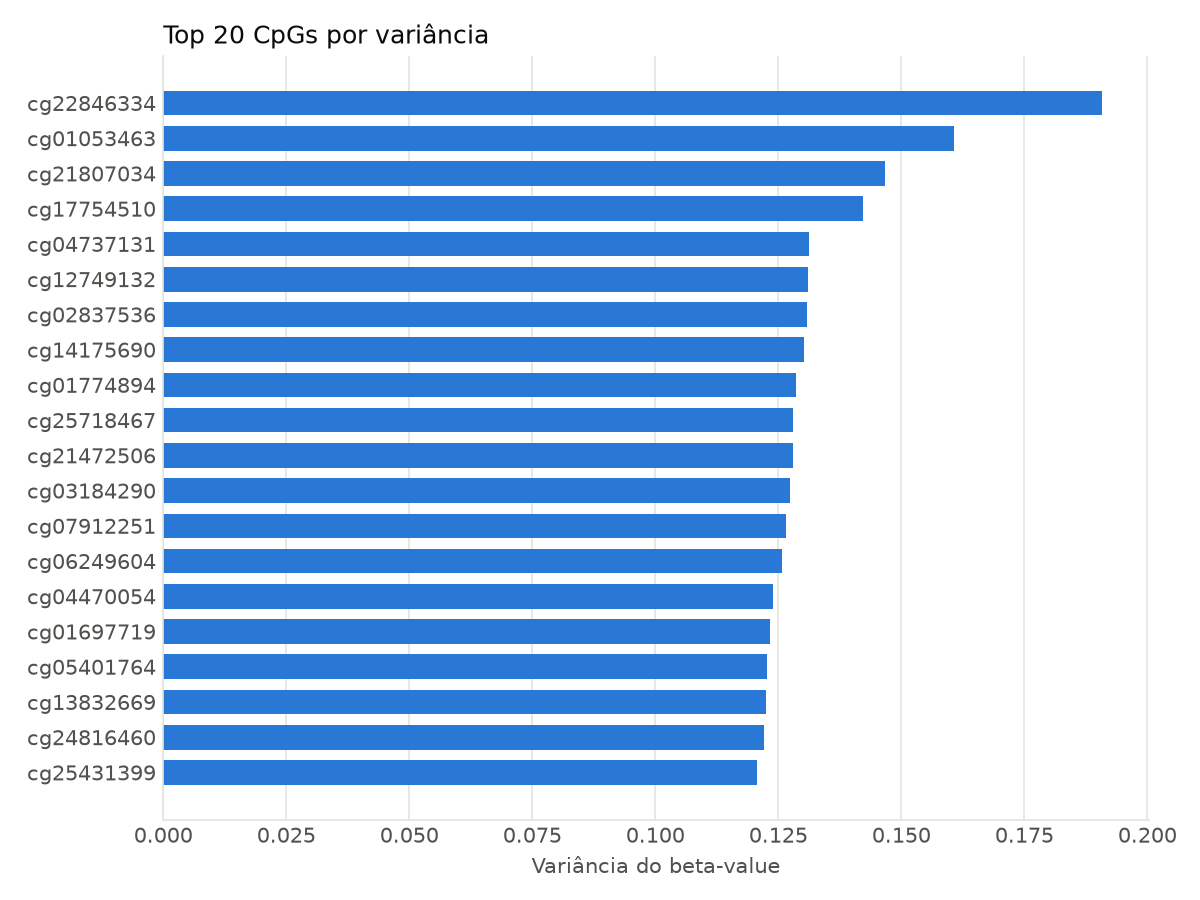 Top 20 CpGs por variância
cg22846334
cg01053463
cg21807034
cg17754510
cg04737131
cg12749132
cg02837536
cg14175690
cg01774894
cg25718467
cg21472506
cg03184290
cg07912251
cg06249604
cg04470054
cg01697719
cg05401764
cg13832669
cg24816460
cg25431399
0.000 0.025 0.050 0.075 0.100 0.125 0.150 0.175 0.200
Variância do beta-value